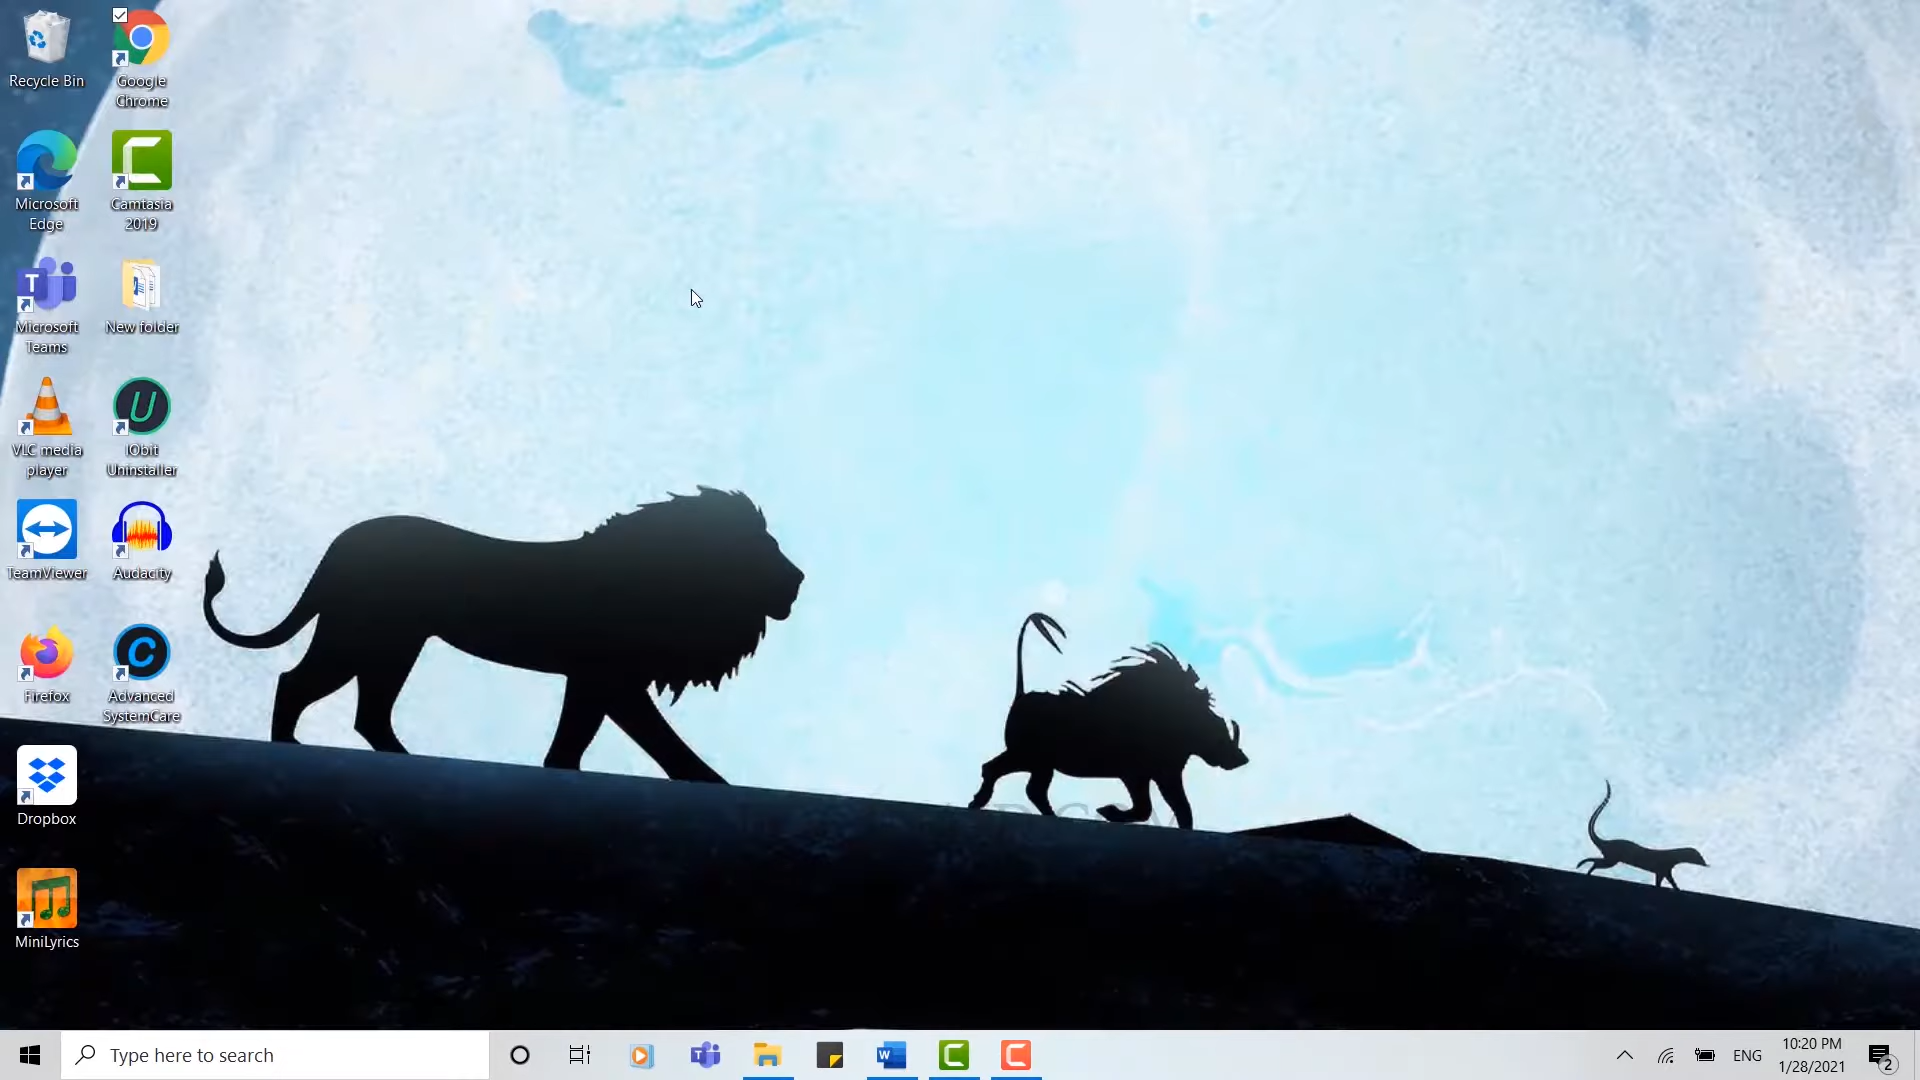 Recycle Bin
Google
Chrome
Microsoft
Edge
Camtasia
2019
Microsoft
Teams
New folder
VLC media
player
IObit
Uninstaller
TeamViewer
Audacity
Firefox
Advanced
SystemCare
Dropbox
MiniLyrics
Type here to search
ENG
10:20 PM
1/28/2021
2